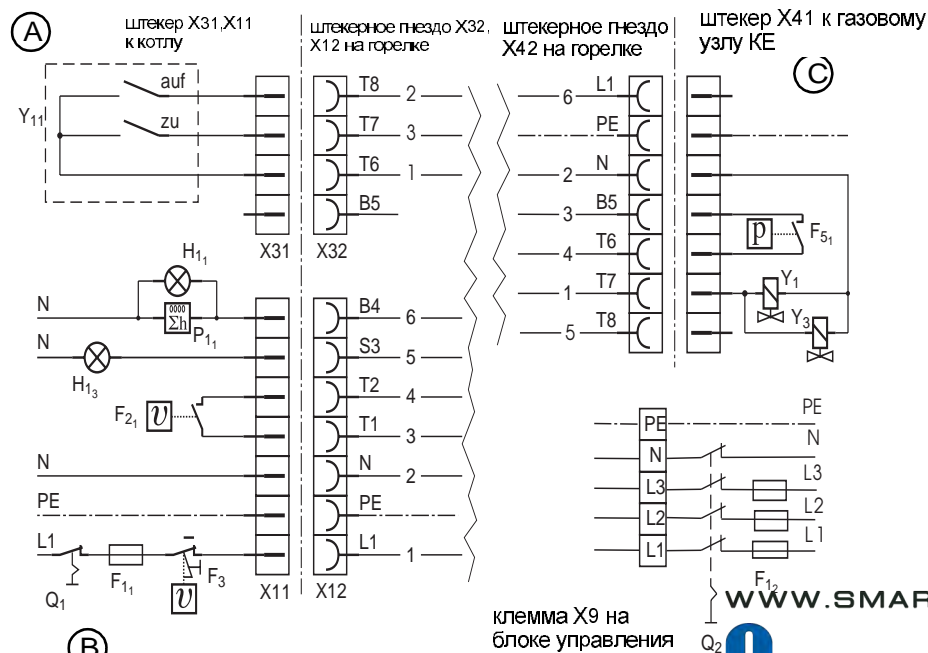 A
штекер X31,X11
к котлу
штекерное гнездо X32,
X12 на горелке
штекерное гнездо
X42 на горелке
штекер X41 к газовому
узлу КЕ
C
Y11
auf
zu
T8 2
T7 3
T6 1
B5
X31 X32
6 L1
PE
2 N
3 B5
4 T6
1 T7
5 T8
p F51
Y1
Y3
H11
N
0000
Σh P11
B4 6
N
H13
S3 5
T2 4
F21 υ
T1 3
N
N 2
PE
PE
L1
L1 1
Q1 F11 F3
υ
X11 X12
B
PE PE
N N
L3 L3
L2 L2
L1 L1
F12
Q2
клемма X9 на
блоке управления
WWW.SMAR